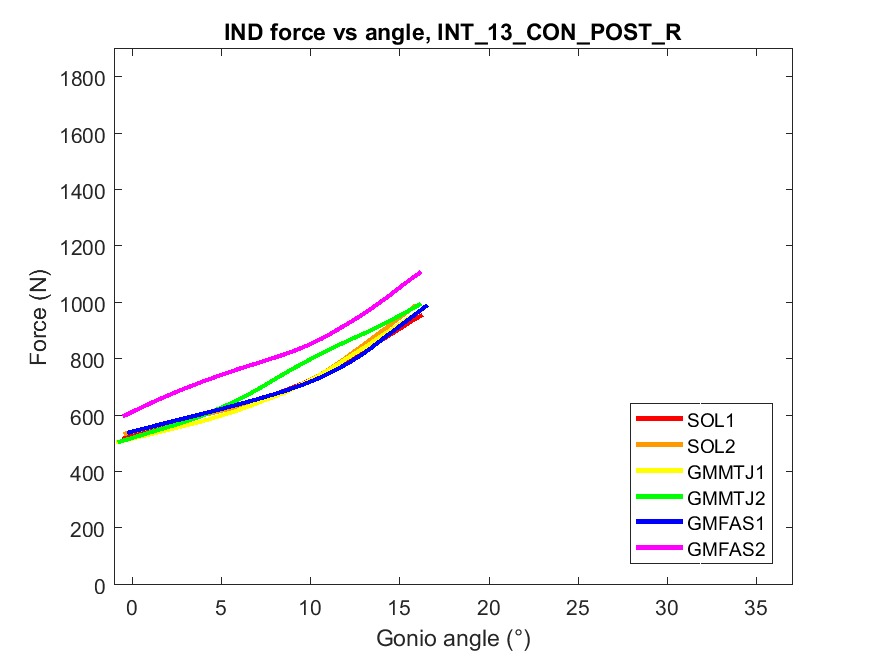 IND force vs angle, INT_13_CON_POST_R
1800
1600
1400
1200
1000
800
600
400
200
0
Force (N)
0 5 10 15 20 25 30 35
Gonio angle (°)
SOL1
SOL2
GMMTJ1
GMMTJ2
GMFAS1
GMFAS2